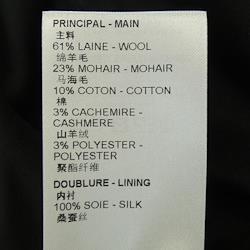 PRINCIPAL - MAIN
主料
61% LAINE - WOOL
绵羊毛
23% MOHAIR - MOHAIR
马海毛
10% COTON - COTTON
棉
3% CACHEMIRE -
CASHMERE
山羊绒
3% POLYESTER -
POLYESTER
聚酯纤维
DOUBLURE - LINING
内衬
100% SOIE - SILK
桑蚕丝